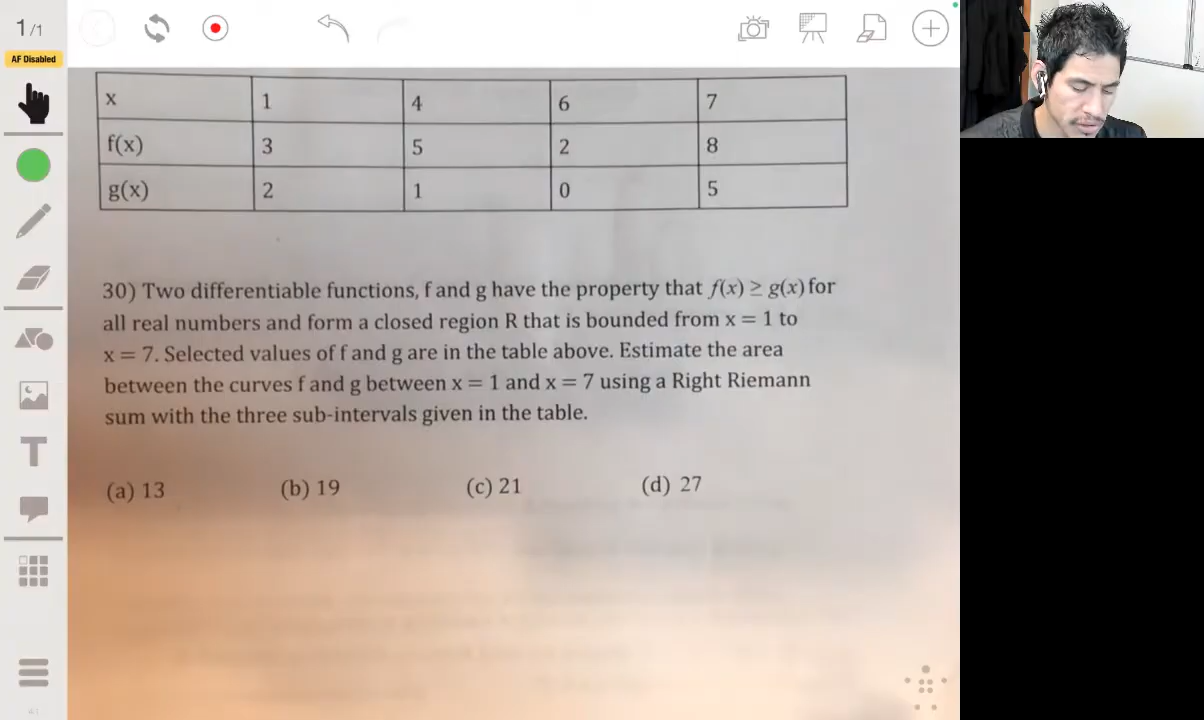 1/1
AF Disabled
x 1 4 6 7
f(x) 3 5 2 8
g(x) 2 1 0 5
30) Two differentiable functions, f and g have the property that f(x) ≥ g(x) for
all real numbers and form a closed region R that is bounded from x = 1 to
x = 7. Selected values of f and g are in the table above. Estimate the area
between the curves f and g between x = 1 and x = 7 using a Right Riemann
sum with the three sub-intervals given in the table.
(a) 13 (b) 19 (c) 21 (d) 27
T